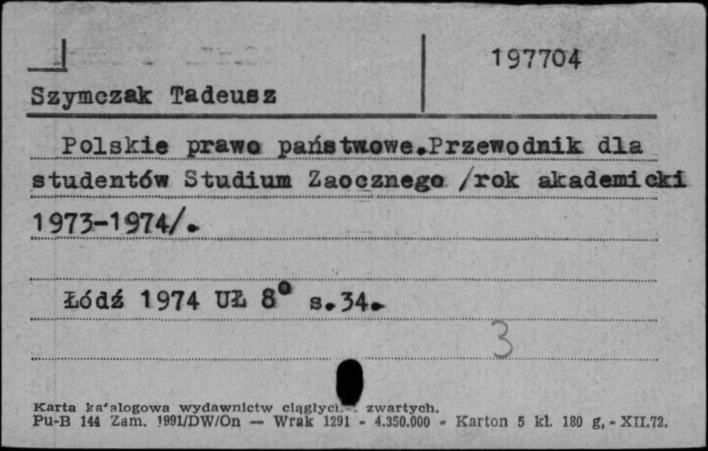 197704
Szymczak Tadeusz
Polskie prawo państwowe.Przewodnik dla
studentów Studium Zaocznego /rok akademicki
1973-1974/.
Łódź 1974 UŁ 8° s.34.
3
Karta katalogowa wydawnictw ciągłych zwartych.
Pu-B 144 Zam. 1991/DW/On — Wrak 1291 - 4.350.000 - Karton 5 kl. 180 g, - XII.72.